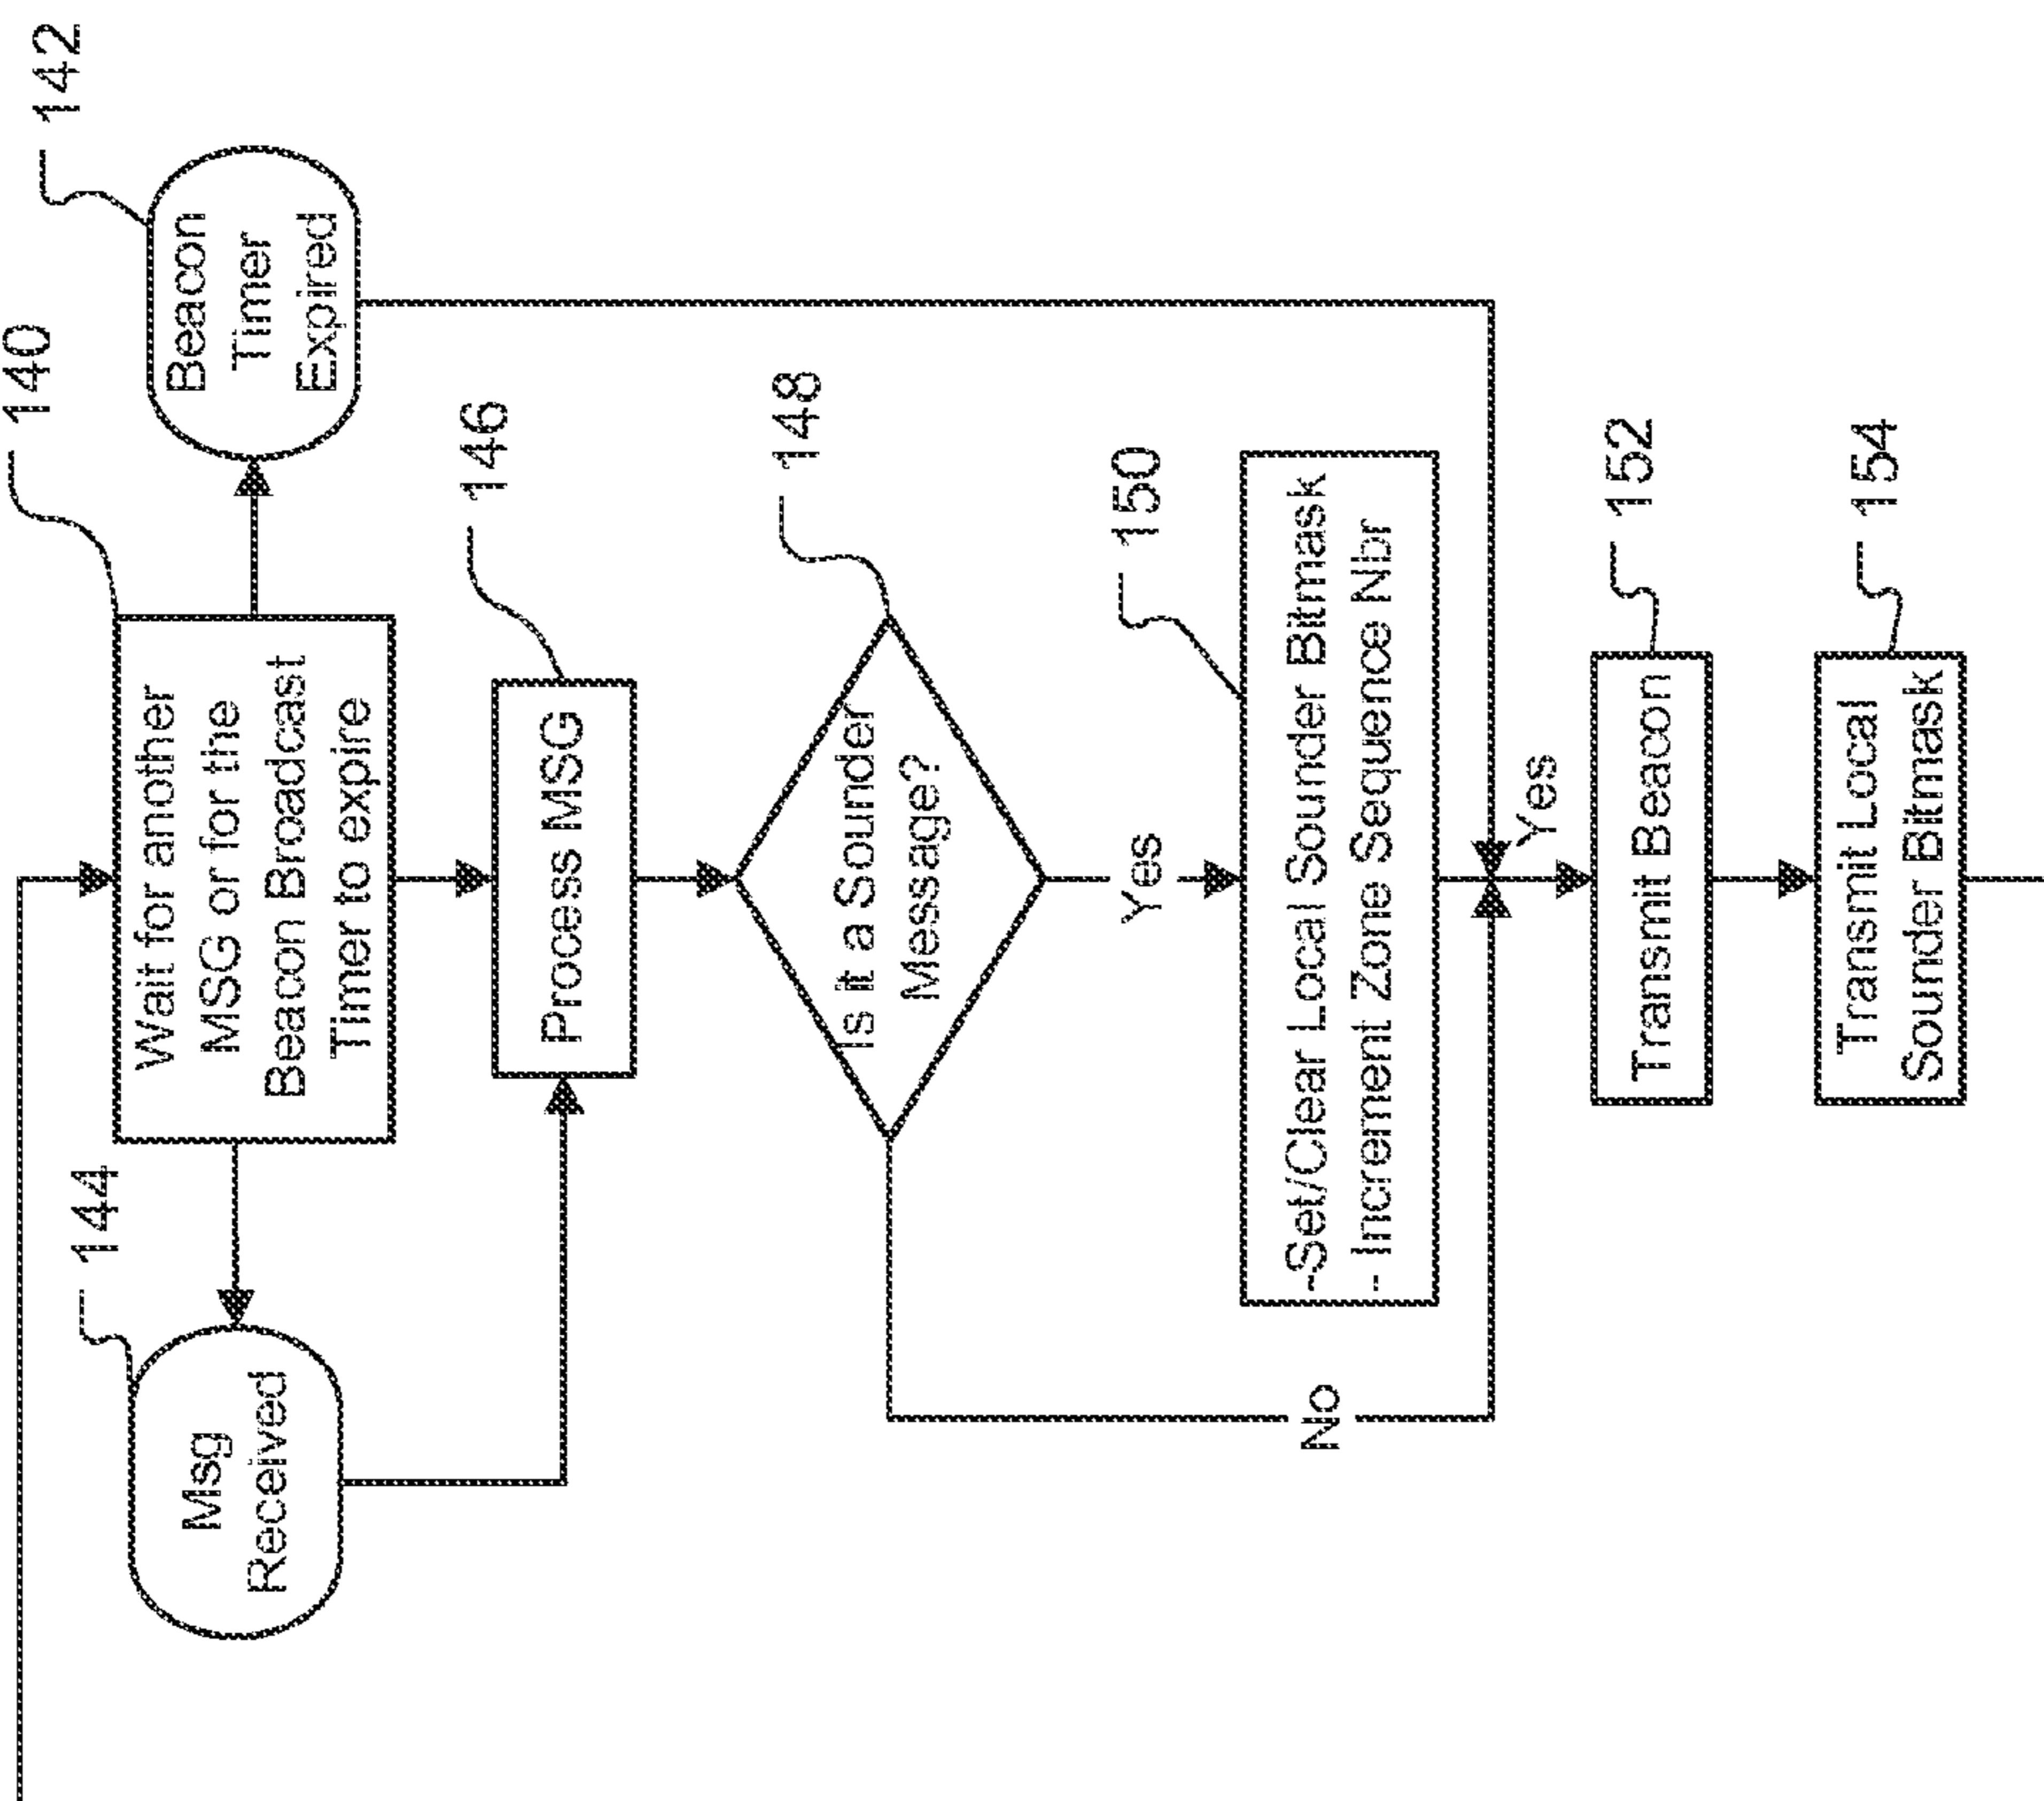 140
Wait for another
MSG or for the
Beacon Broadcast
Timer to expire
142
Beacon
Timer
Expired
144
Msg
Received
146
Process MSG
148
Is it a Sounder
Message?
Yes
No
150
-Set/Clear Local Sounder Bitmask
- Increment Zone Sequence Nbr
Yes
152
Transmit Beacon
154
Transmit Local
Sounder Bitmask